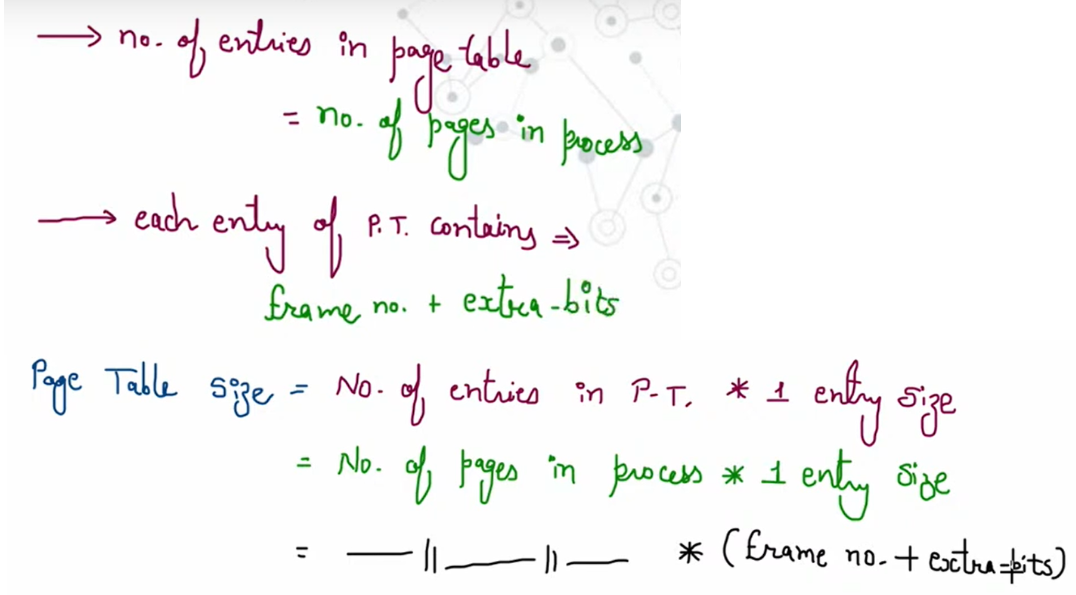 → no. of entries in page table
= no. of pages in process
→ each entry of P.T. contains ⇒
frame no. + extra-bits
Page Table size = No. of entries in P.T. * 1 entry size
= No. of pages in process * 1 entry size
= —— || —— || —— * (frame no. + extra-bits)